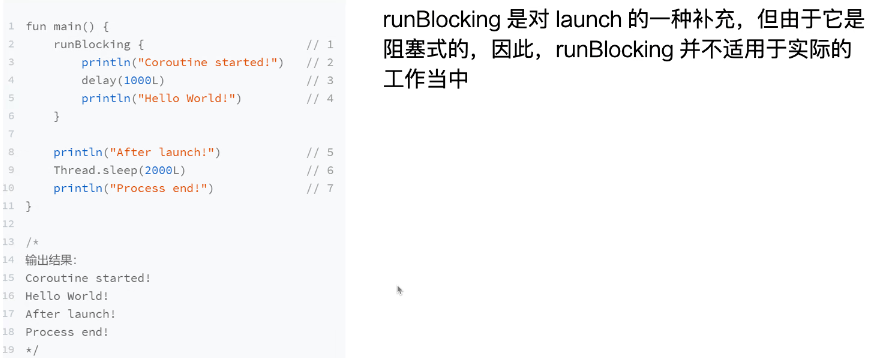 1 fun main() {
2     runBlocking {                       // 1
3         println("Coroutine started!")   // 2
4         delay(1000L)                    // 3
5         println("Hello World!")         // 4
6     }
7
8     println("After launch!")            // 5
9     Thread.sleep(2000L)                 // 6
10     println("Process end!")             // 7
11 }
12
13 /*
14 输出结果：
15 Coroutine started!
16 Hello World!
17 After launch!
18 Process end!
19 */
runBlocking 是对 launch 的一种补充，但由于它是
阻塞式的，因此，runBlocking 并不适用于实际的
工作当中